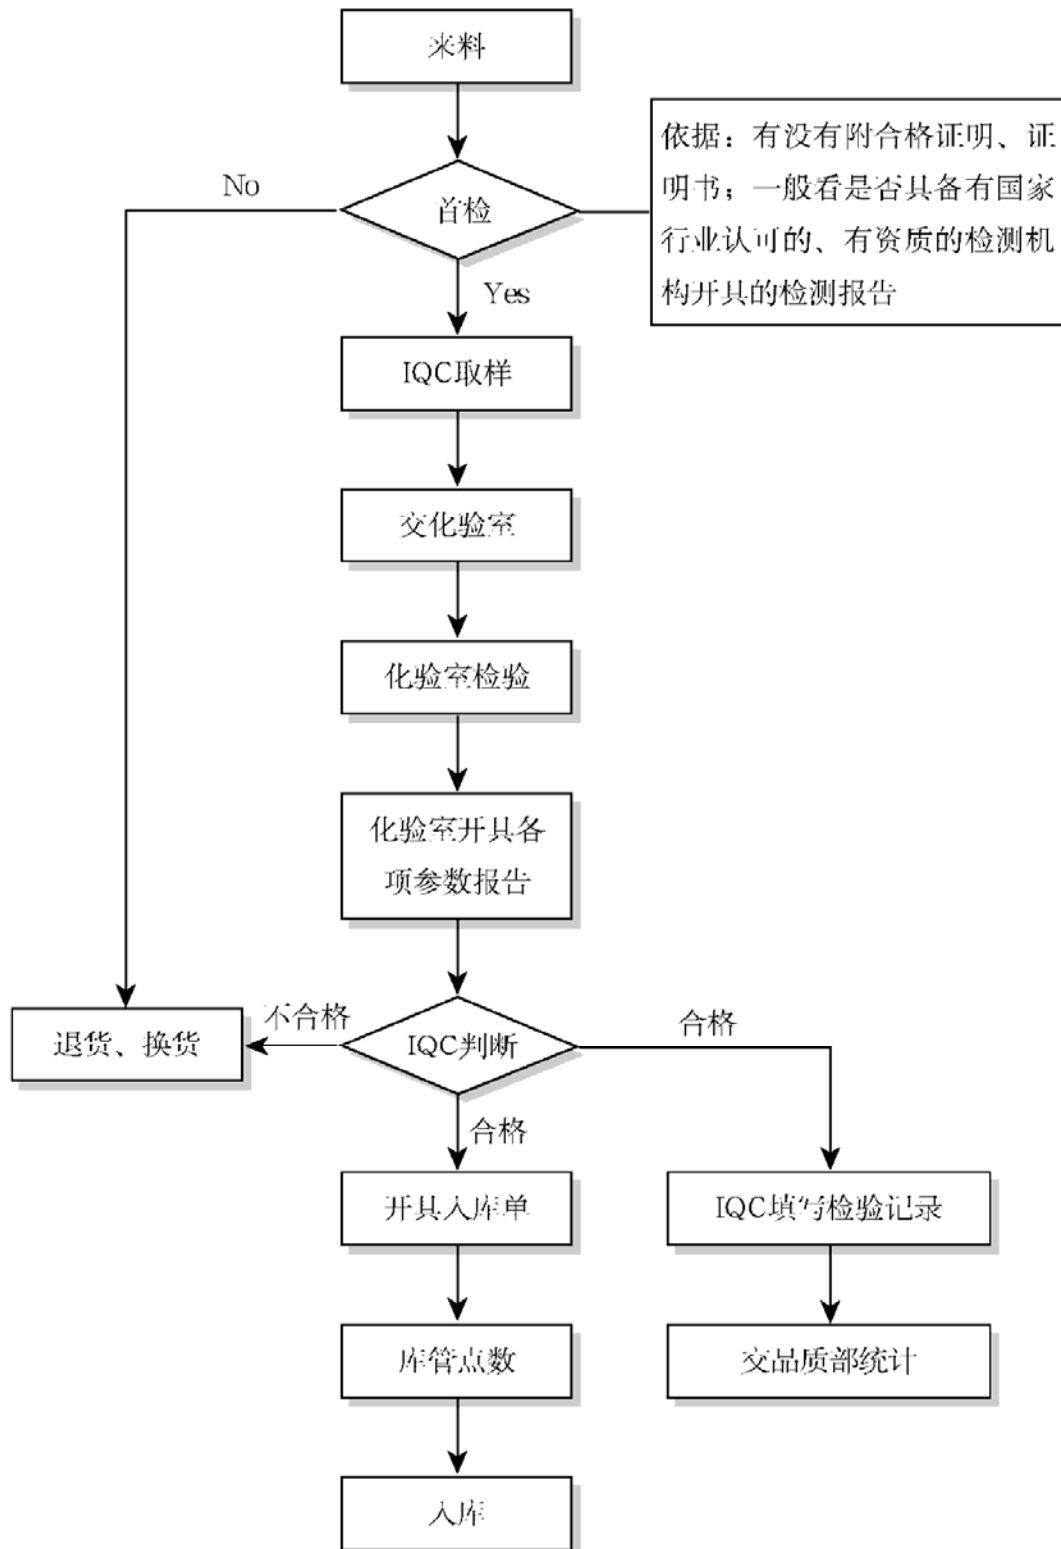 来料
依据：有没有附合格证明、证
明书；一般看是否具备有国家
行业认可的、有资质的检测机
构开具的检测报告
No
首检
Yes
IQC取样
交化验室
化验室检验
化验室开具各
项参数报告
不合格
合格
退货、换货
IQC判断
合格
开具入库单
IQC填写检验记录
库管点数
交品质部统计
入库